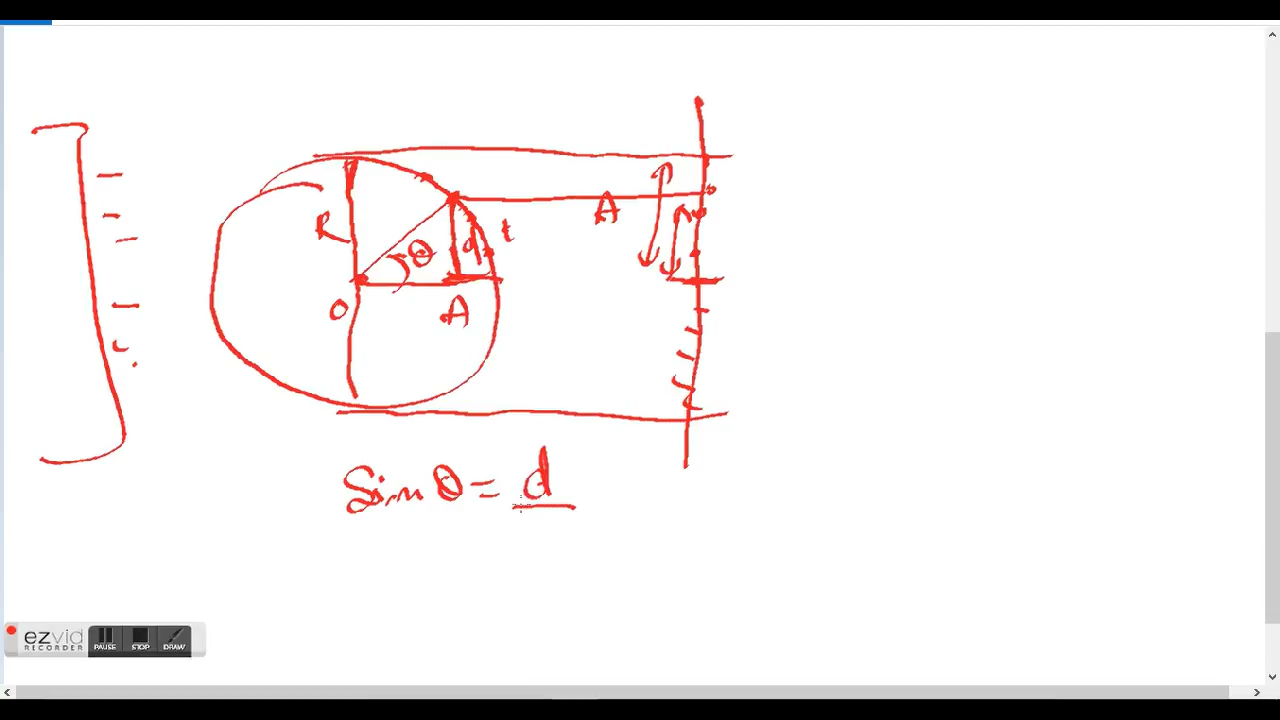 A
R
θ
d
t
O
A
Sin θ = d
ezvid
RECORDER
PAUSE
STOP
DRAW